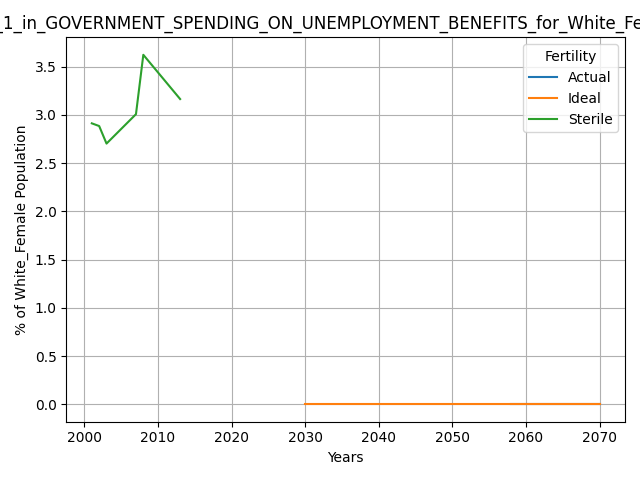 _1_in_GOVERNMENT_SPENDING_ON_UNEMPLOYMENT_BENEFITS_for_White_Fe
Fertility
Actual
Ideal
Sterile
% of White_Female Population
3.5
3.0
2.5
2.0
1.5
1.0
0.5
0.0
2000 2010 2020 2030 2040 2050 2060 2070
Years